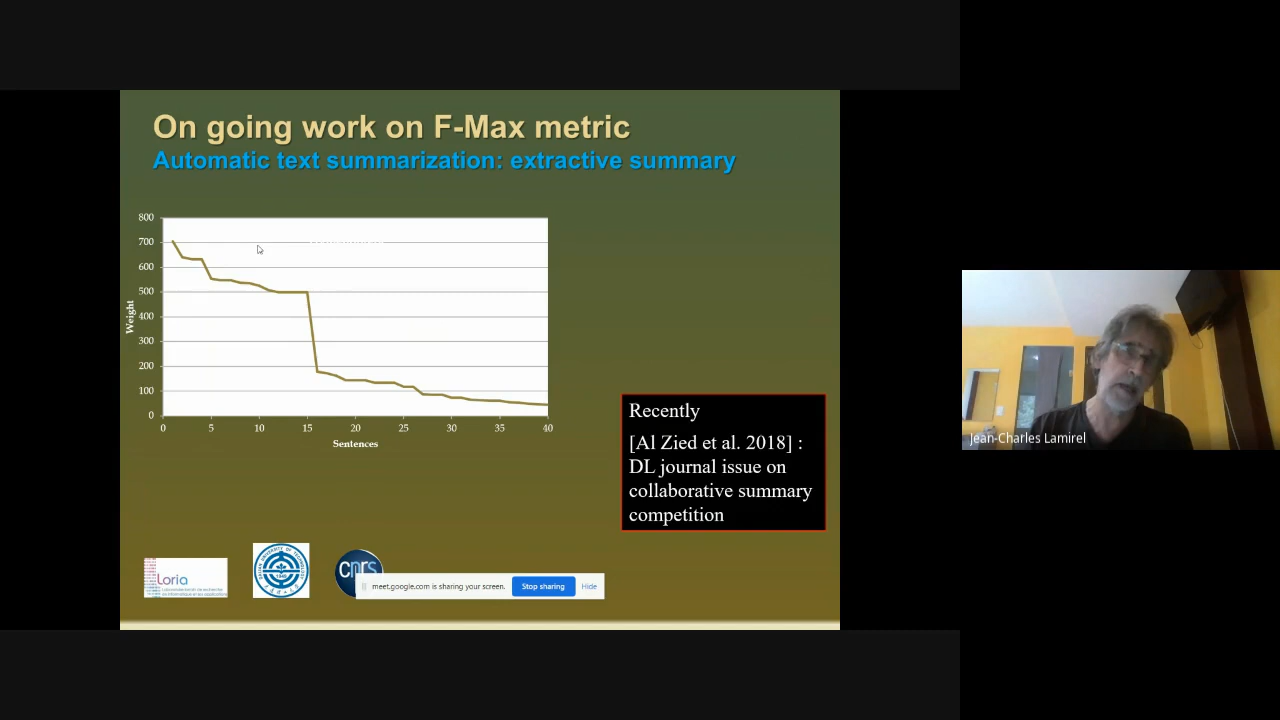 On going work on F-Max metric
Automatic text summarization: extractive summary
800
700
600
500
400
300
200
100
0
Weight
0 5 10 15 20 25 30 35 40
Sentences
Recently
[Al Zied et al. 2018] :
DL journal issue on
collaborative summary
competition
Loria
cnrs
meet.google.com is sharing your screen. Stop sharing Hide
Jean-Charles Lamirel